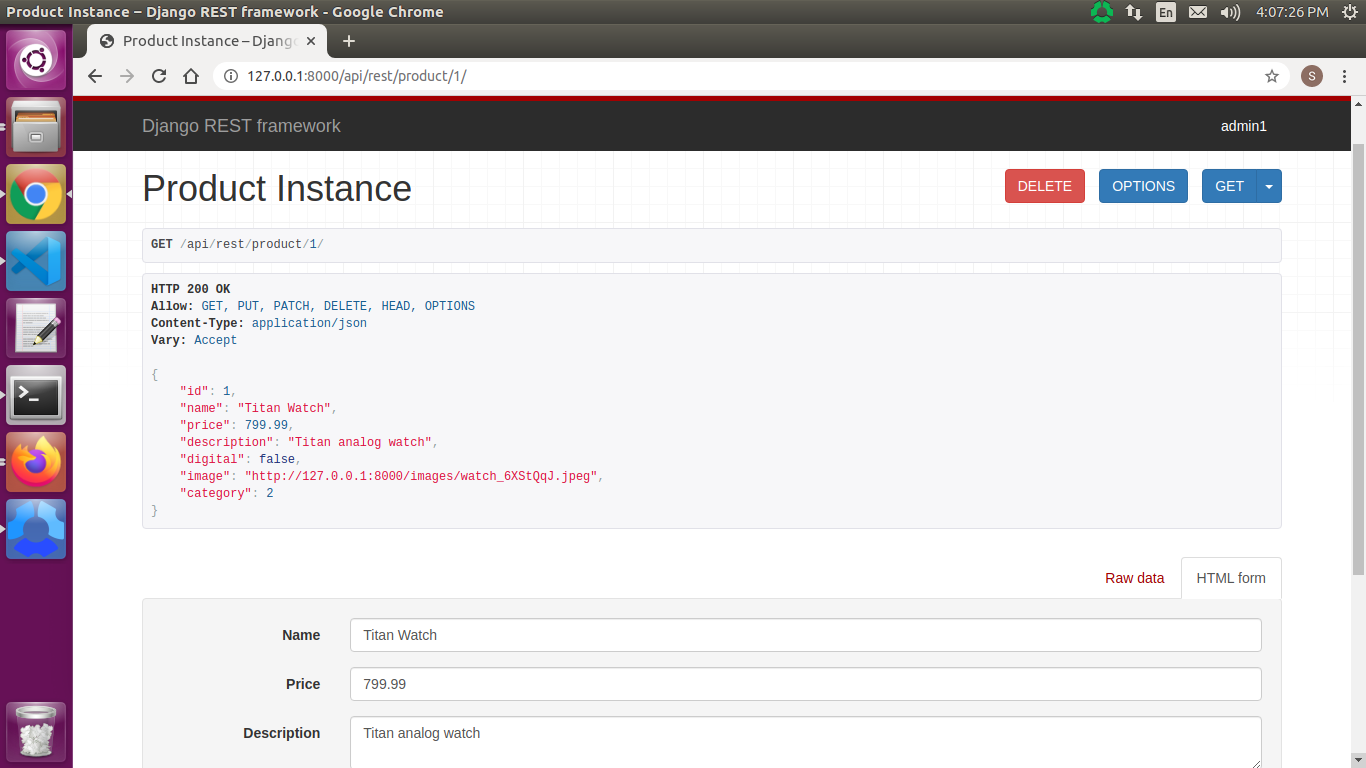 Product Instance – Django REST framework - Google Chrome
En
4:07:26 PM
Product Instance – Djang
127.0.0.1:8000/api/rest/product/1/
S
Django REST framework
admin1
Product Instance
DELETE
OPTIONS
GET
GET /api/rest/product/1/
HTTP 200 OK
Allow: GET, PUT, PATCH, DELETE, HEAD, OPTIONS
Content-Type: application/json
Vary: Accept
{
"id": 1,
"name": "Titan Watch",
"price": 799.99,
"description": "Titan analog watch",
"digital": false,
"image": "http://127.0.0.1:8000/images/watch_6XStQqJ.jpeg",
"category": 2
}
Raw data
HTML form
Name
Titan Watch
Price
799.99
Description
Titan analog watch